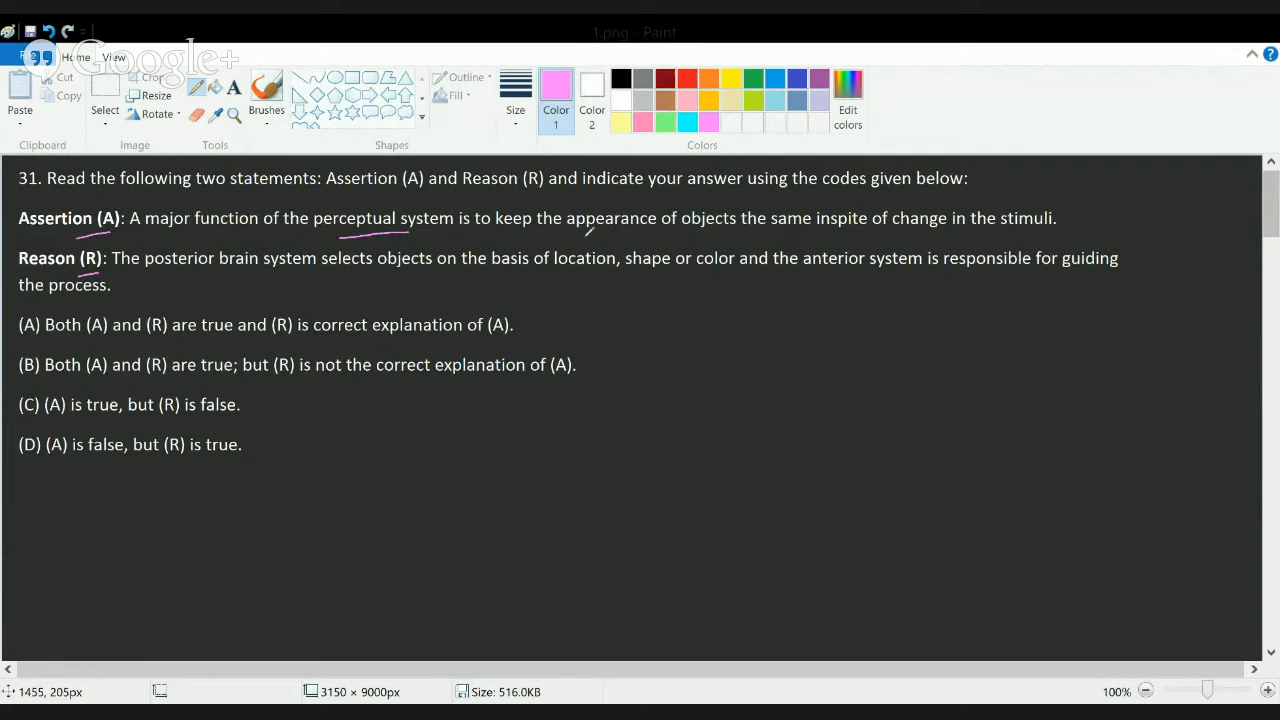 1.png - Paint
Google+
File Home View
Paste
Cut
Copy
Clipboard
Select
Crop
Resize
Rotate
Image
A
Tools
Brushes
Outline
Fill
Shapes
Size
Color 1
Color 2
Edit colors
Colors
31. Read the following two statements: Assertion (A) and Reason (R) and indicate your answer using the codes given below:
Assertion (A): A major function of the perceptual system is to keep the appearance of objects the same inspite of change in the stimuli.
Reason (R): The posterior brain system selects objects on the basis of location, shape or color and the anterior system is responsible for guiding
the process.
(A) Both (A) and (R) are true and (R) is correct explanation of (A).
(B) Both (A) and (R) are true; but (R) is not the correct explanation of (A).
(C) (A) is true, but (R) is false.
(D) (A) is false, but (R) is true.
1455, 205px
3150 × 9000px
Size: 516.0KB
100%